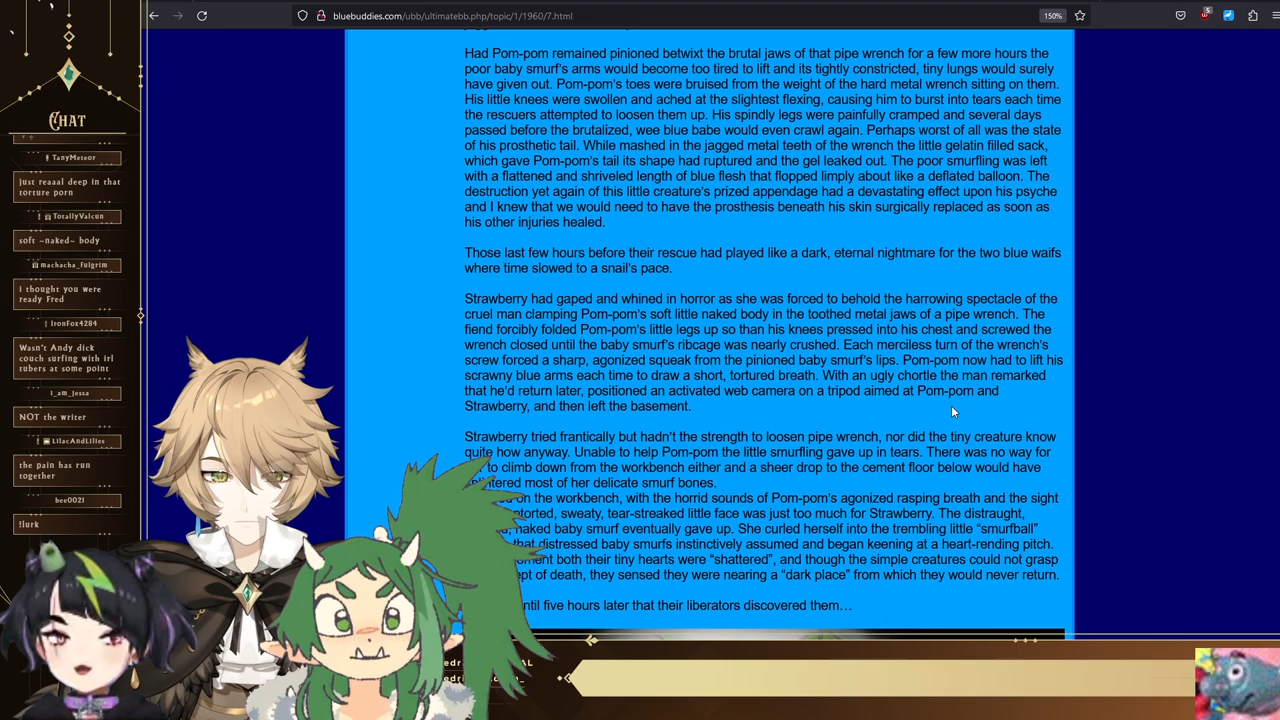 bluebuddies.com/ubb/ultimatebb.php/topic/1/1960/7.html
150%
5
Had Pom-pom remained pinioned betwixt the brutal jaws of that pipe wrench for a few more hours the
poor baby smurf's arms would become too tired to lift and its tightly constricted, tiny lungs would surely
have given out. Pom-pom's toes were bruised from the weight of the hard metal wrench sitting on them.
His little knees were swollen and ached at the slightest flexing, causing him to burst into tears each time
the rescuers attempted to loosen them up. His spindly legs were painfully cramped and several days
passed before the brutalized, wee blue babe would even crawl again. Perhaps worst of all was the state
of his prosthetic tail. While mashed in the jagged metal teeth of the wrench the little gelatin filled sack,
which gave Pom-pom's tail its shape had ruptured and the gel leaked out. The poor smurfling was left
with a flattened and shriveled length of blue flesh that flopped limply about like a deflated balloon. The
destruction yet again of this little creature's prized appendage had a devastating effect upon his psyche
and I knew that we would need to have the prosthesis beneath his skin surgically replaced as soon as
his other injuries healed.
Those last few hours before their rescue had played like a dark, eternal nightmare for the two blue waifs
where time slowed to a snail's pace.
Strawberry had gaped and whined in horror as she was forced to behold the harrowing spectacle of the
cruel man clamping Pom-pom's soft little naked body in the toothed metal jaws of a pipe wrench. The
fiend forcibly folded Pom-pom's little legs up so than his knees pressed into his chest and screwed the
wrench closed until the baby smurf's ribcage was nearly crushed. Each merciless turn of the wrench's
screw forced a sharp, agonized squeak from the pinioned baby smurf's lips. Pom-pom now had to lift his
scrawny blue arms each time to draw a short, tortured breath. With an ugly chortle the man remarked
that he'd return later, positioned an activated web camera on a tripod aimed at Pom-pom and
Strawberry, and then left the basement.
Strawberry tried frantically but hadn't the strength to loosen pipe wrench, nor did the tiny creature know
quite how anyway. Unable to help Pom-pom the little smurfling gave up in tears. There was no way for
to climb down from the workbench either and a sheer drop to the cement floor below would have
most of her delicate smurf bones.
on the workbench, with the horrid sounds of Pom-pom's agonized rasping breath and the sight
sweaty, tear-streaked little face was just too much for Strawberry. The distraught,
naked baby smurf eventually gave up. She curled herself into the trembling little “smurfball”
that distressed baby smurfs instinctively assumed and began keening at a heart-rending pitch.
both their tiny hearts were “shattered”, and though the simple creatures could not grasp
of death, they sensed they were nearing a “dark place” from which they would never return.
until five hours later that their liberators discovered them…
Chat
TanyMeteor
just reaaal deep in that
torture porn
TotallyValcun
soft ~naked~ body
machacha_fulgrim
I thought you were
ready Fred
IronFox4284
Wasn't Andy dick
couch surfing with irl
tubers at some point
I_am_Jessa
NOT the writer
LilacAndLilies
the pain has run
together
bee0021
!lurk